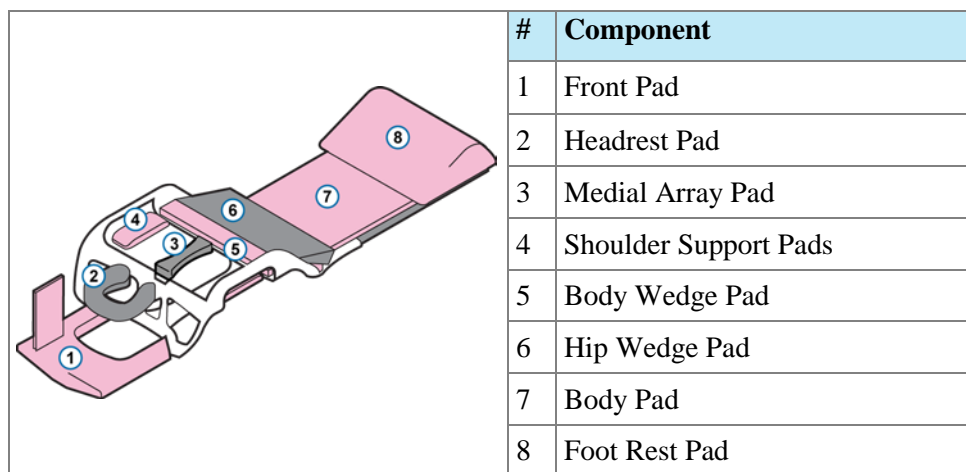 # Component
1 Front Pad
2 Headrest Pad
3 Medial Array Pad
4 Shoulder Support Pads
5 Body Wedge Pad
6 Hip Wedge Pad
7 Body Pad
8 Foot Rest Pad
8
7
6
4
3
5
2
1